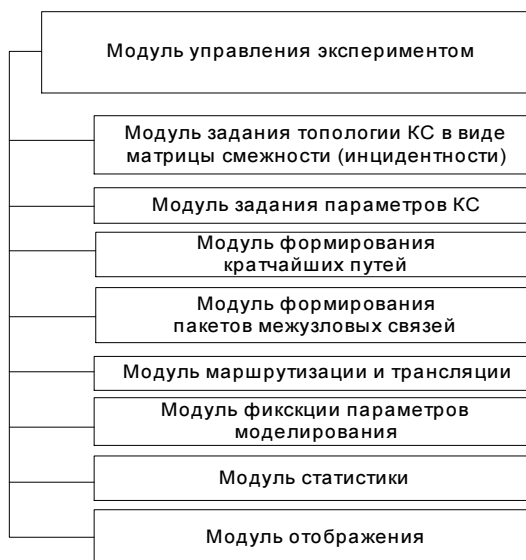 Модуль управления экспериментом
Модуль задания топологии КС в виде
матрицы смежности (инцидентности)
Модуль задания параметров КС
Модуль формирования
кратчайших путей
Модуль формирования
пакетов межузловых связей
Модуль маршрутизации и трансляции
Модуль фикскции параметров
моделирования
Модуль статистики
Модуль отображения